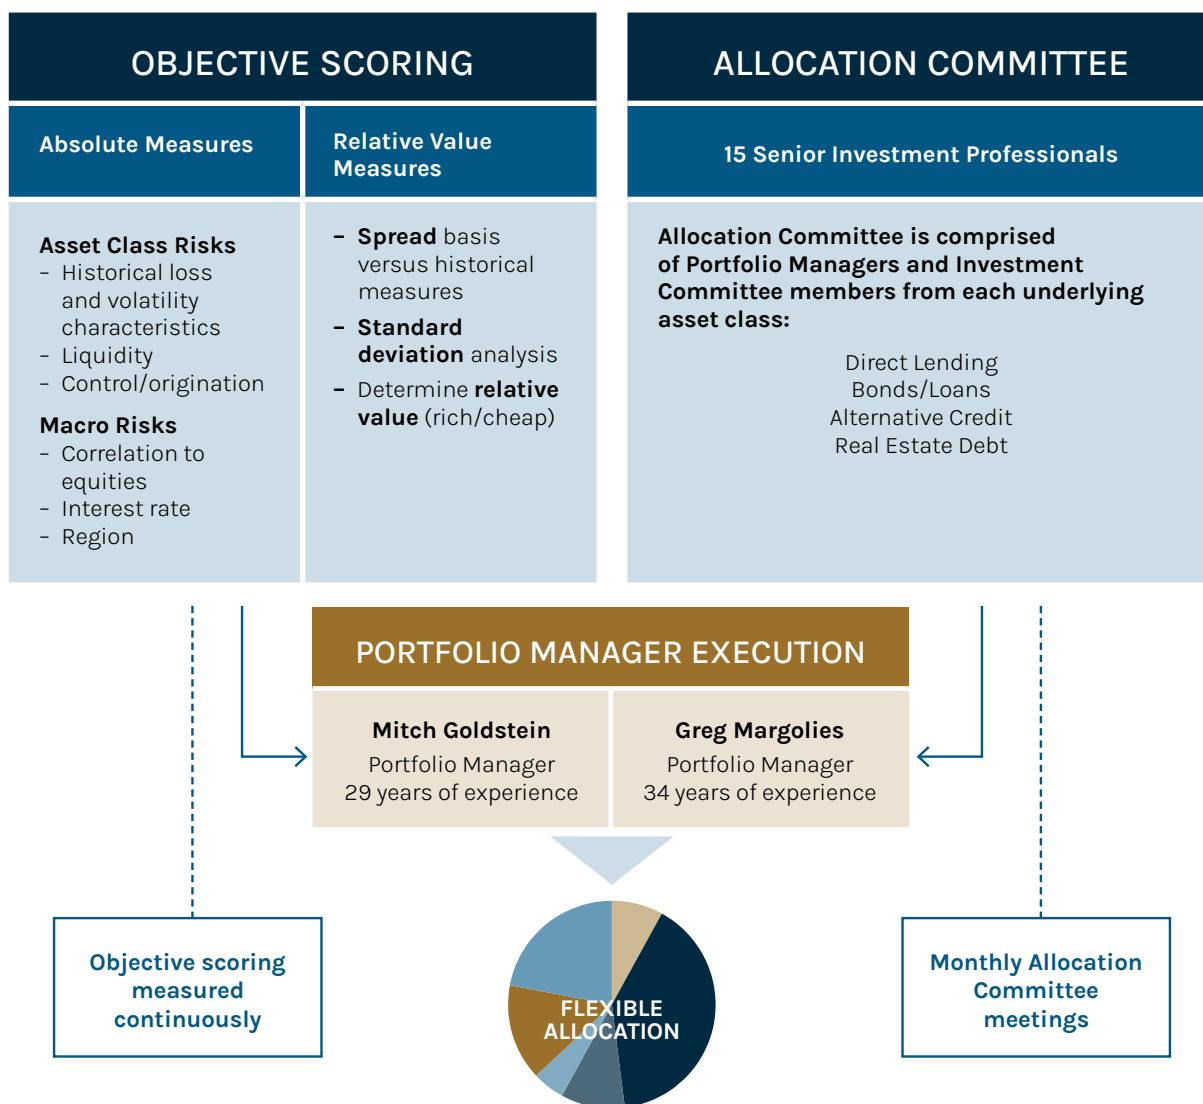 OBJECTIVE SCORING
Absolute Measures
Asset Class Risks
– Historical loss
and volatility
characteristics
– Liquidity
– Control/origination
Macro Risks
– Correlation to
equities
– Interest rate
– Region
Relative Value
Measures
– Spread basis
versus historical
measures
– Standard
deviation analysis
– Determine relative
value (rich/cheap)
ALLOCATION COMMITTEE
15 Senior Investment Professionals
Allocation Committee is comprised
of Portfolio Managers and Investment
Committee members from each underlying
asset class:
Direct Lending
Bonds/Loans
Alternative Credit
Real Estate Debt
PORTFOLIO MANAGER EXECUTION
Mitch Goldstein
Portfolio Manager
29 years of experience
Greg Margolies
Portfolio Manager
34 years of experience
Objective scoring
measured
continuously
FLEXIBLE
ALLOCATION
Monthly Allocation
Committee
meetings